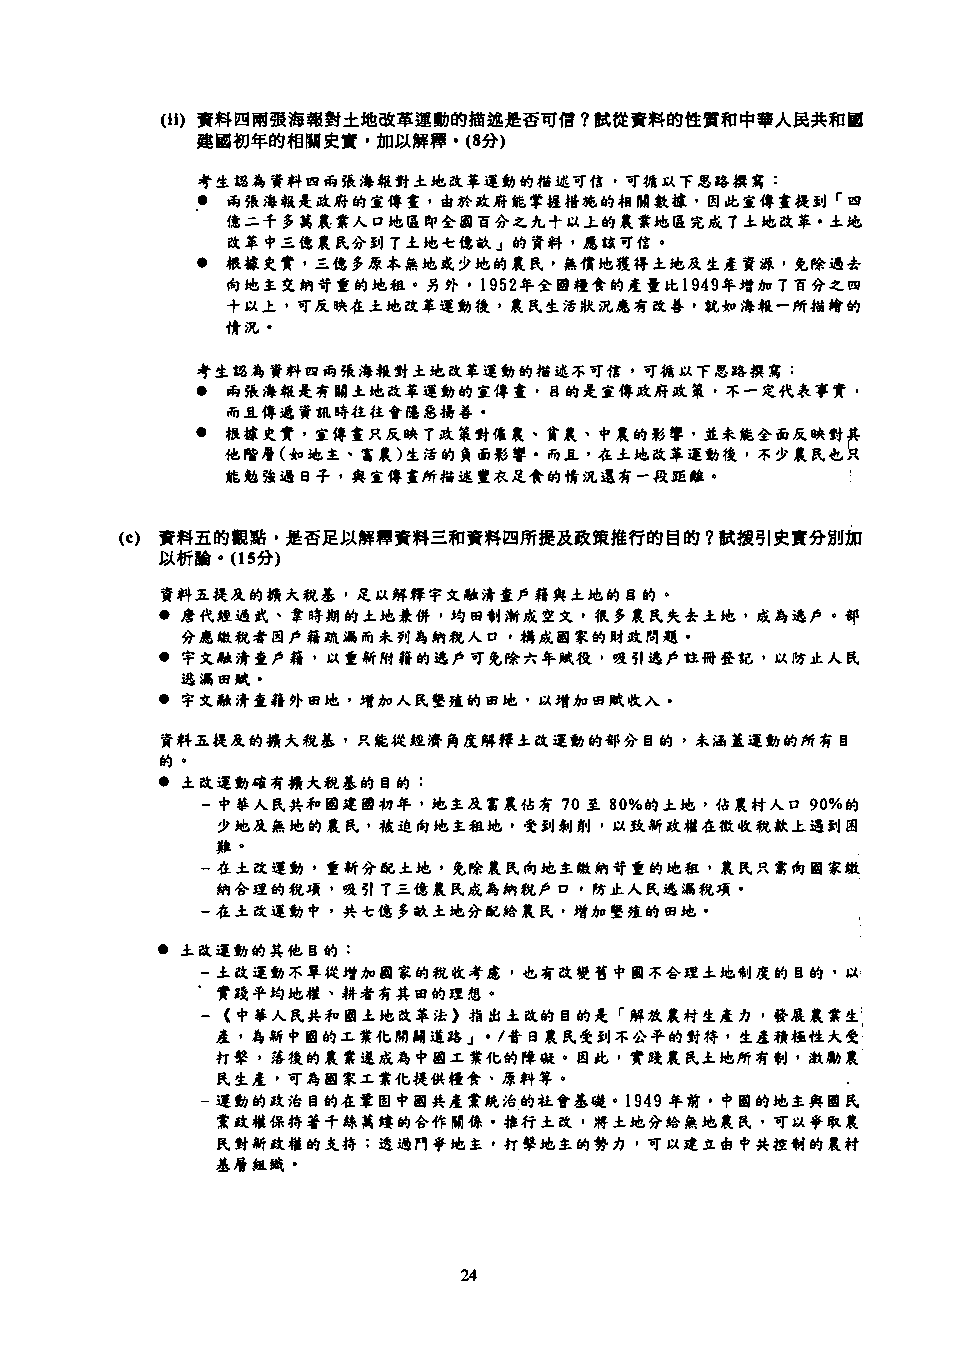 (ii) 資料四兩張海報對土地改革運動的描述是否可信？試從資料的性質和中華人民共和國
建國初年的相關史實，加以解釋。(8分)
考生認為資料四兩張海報對土地改革運動的描述可信，可循以下思路撰寫：
● 兩張海報是政府的宣傳畫，由於政府能掌握措施的相關數據，因此宣傳畫提到「四
億二千多萬農業人口地區即全國百分之九十以上的農業地區完成了土地改革。土地
改革中三億農民分到了土地七億畝」的資料，應該可信。
● 根據史實，三億多原本無地或少地的農民，無償地獲得土地及生產資源，免除過去
向地主交納苛重的地租。另外，1952年全國糧食的產量比1949年增加了百分之四
十以上，可反映在土地改革運動後，農民生活狀況應有改善，就如海報一所描繪的
情況。
考生認為資料四兩張海報對土地改革運動的描述不可信，可循以下思路撰寫：
● 兩張海報是有關土地改革運動的宣傳畫，目的是宣傳政府政策，不一定代表事實，
而且傳遞資訊時往往會隱惡揚善。
● 根據史實，宣傳畫只反映了政策對僱農、貧農、中農的影響，並未能全面反映對其
他階層(如地主、富農)生活的負面影響。而且，在土地改革運動後，不少農民也只
能勉強過日子，與宣傳畫所描述豐衣足食的情況還有一段距離。
(c) 資料五的觀點，是否足以解釋資料三和資料四所提及政策推行的目的？試援引史實分別加
以析論。(15分)
資料五提及的擴大稅基，足以解釋宇文融清查戶籍與土地的目的。
● 唐代經過武、韋時期的土地兼併，均田制漸成空文，很多農民失去土地，成為逃戶。部
分應繳稅者因戶籍疏漏而未列為納稅人口，構成國家的財政問題。
● 宇文融清查戶籍，以重新附籍的逃戶可免除六年賦役，吸引逃戶註冊登記，以防止人民
逃漏田賦。
● 宇文融清查籍外田地，增加人民墾殖的田地，以增加田賦收入。
資料五提及的擴大稅基，只能從經濟角度解釋土改運動的部分目的，未涵蓋運動的所有目
的。
● 土改運動確有擴大稅基的目的：
– 中華人民共和國建國初年，地主及富農佔有 70 至 80%的土地，佔農村人口 90%的
少地及無地的農民，被迫向地主租地，受到剝削，以致新政權在徵收稅款上遇到困
難。
– 在土改運動，重新分配土地，免除農民向地主繳納苛重的地租，農民只需向國家繳
納合理的稅項，吸引了三億農民成為納稅戶口，防止人民逃漏稅項。
– 在土改運動中，共七億多畝土地分配給農民，增加墾殖的田地。
● 土改運動的其他目的：
– 土改運動不單從增加國家的稅收考慮，也有改變舊中國不合理土地制度的目的，以
實踐平均地權、耕者有其田的理想。
– 《中華人民共和國土地改革法》指出土改的目的是「解放農村生產力，發展農業生
產，為新中國的工業化開闢道路」。/昔日農民受到不公平的對待，生產積極性大受
打擊，落後的農業遂成為中國工業化的障礙。因此，實踐農民土地所有制，激勵農
民生產，可為國家工業化提供糧食、原料等。
– 運動的政治目的在鞏固中國共產黨統治的社會基礎。1949 年前，中國的地主與國民
黨政權保持著千絲萬縷的合作關係。推行土改，將土地分給無地農民，可以爭取農
民對新政權的支持；透過鬥爭地主，打擊地主的勢力，可以建立由中共控制的農村
基層組織。
24